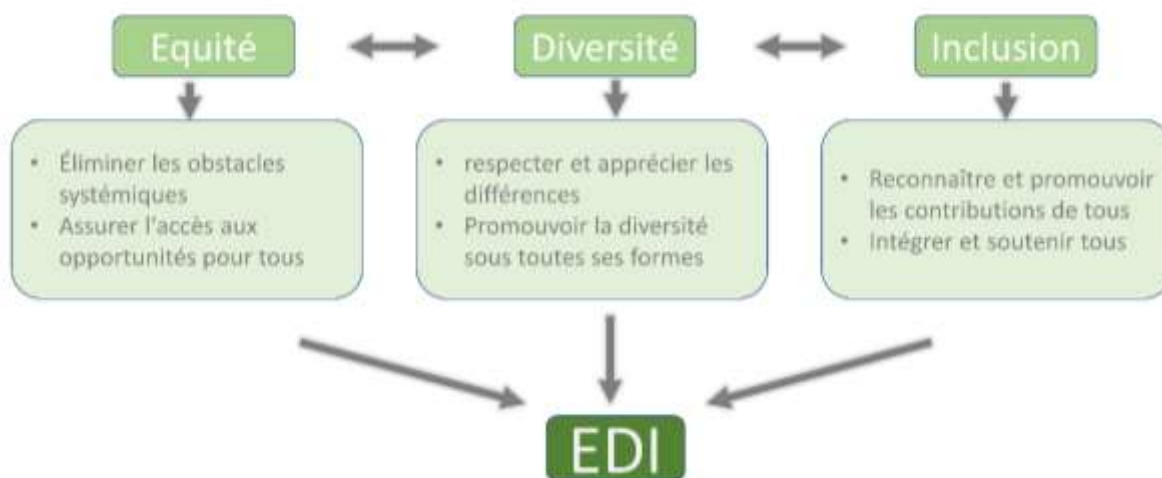 Equité
Diversité
Inclusion
• Éliminer les obstacles
systémiques
• Assurer l'accès aux
opportunités pour tous
• respecter et apprécier les
différences
• Promouvoir la diversité
sous toutes ses formes
• Reconnaître et promouvoir
les contributions de tous
• Intégrer et soutenir tous
EDI